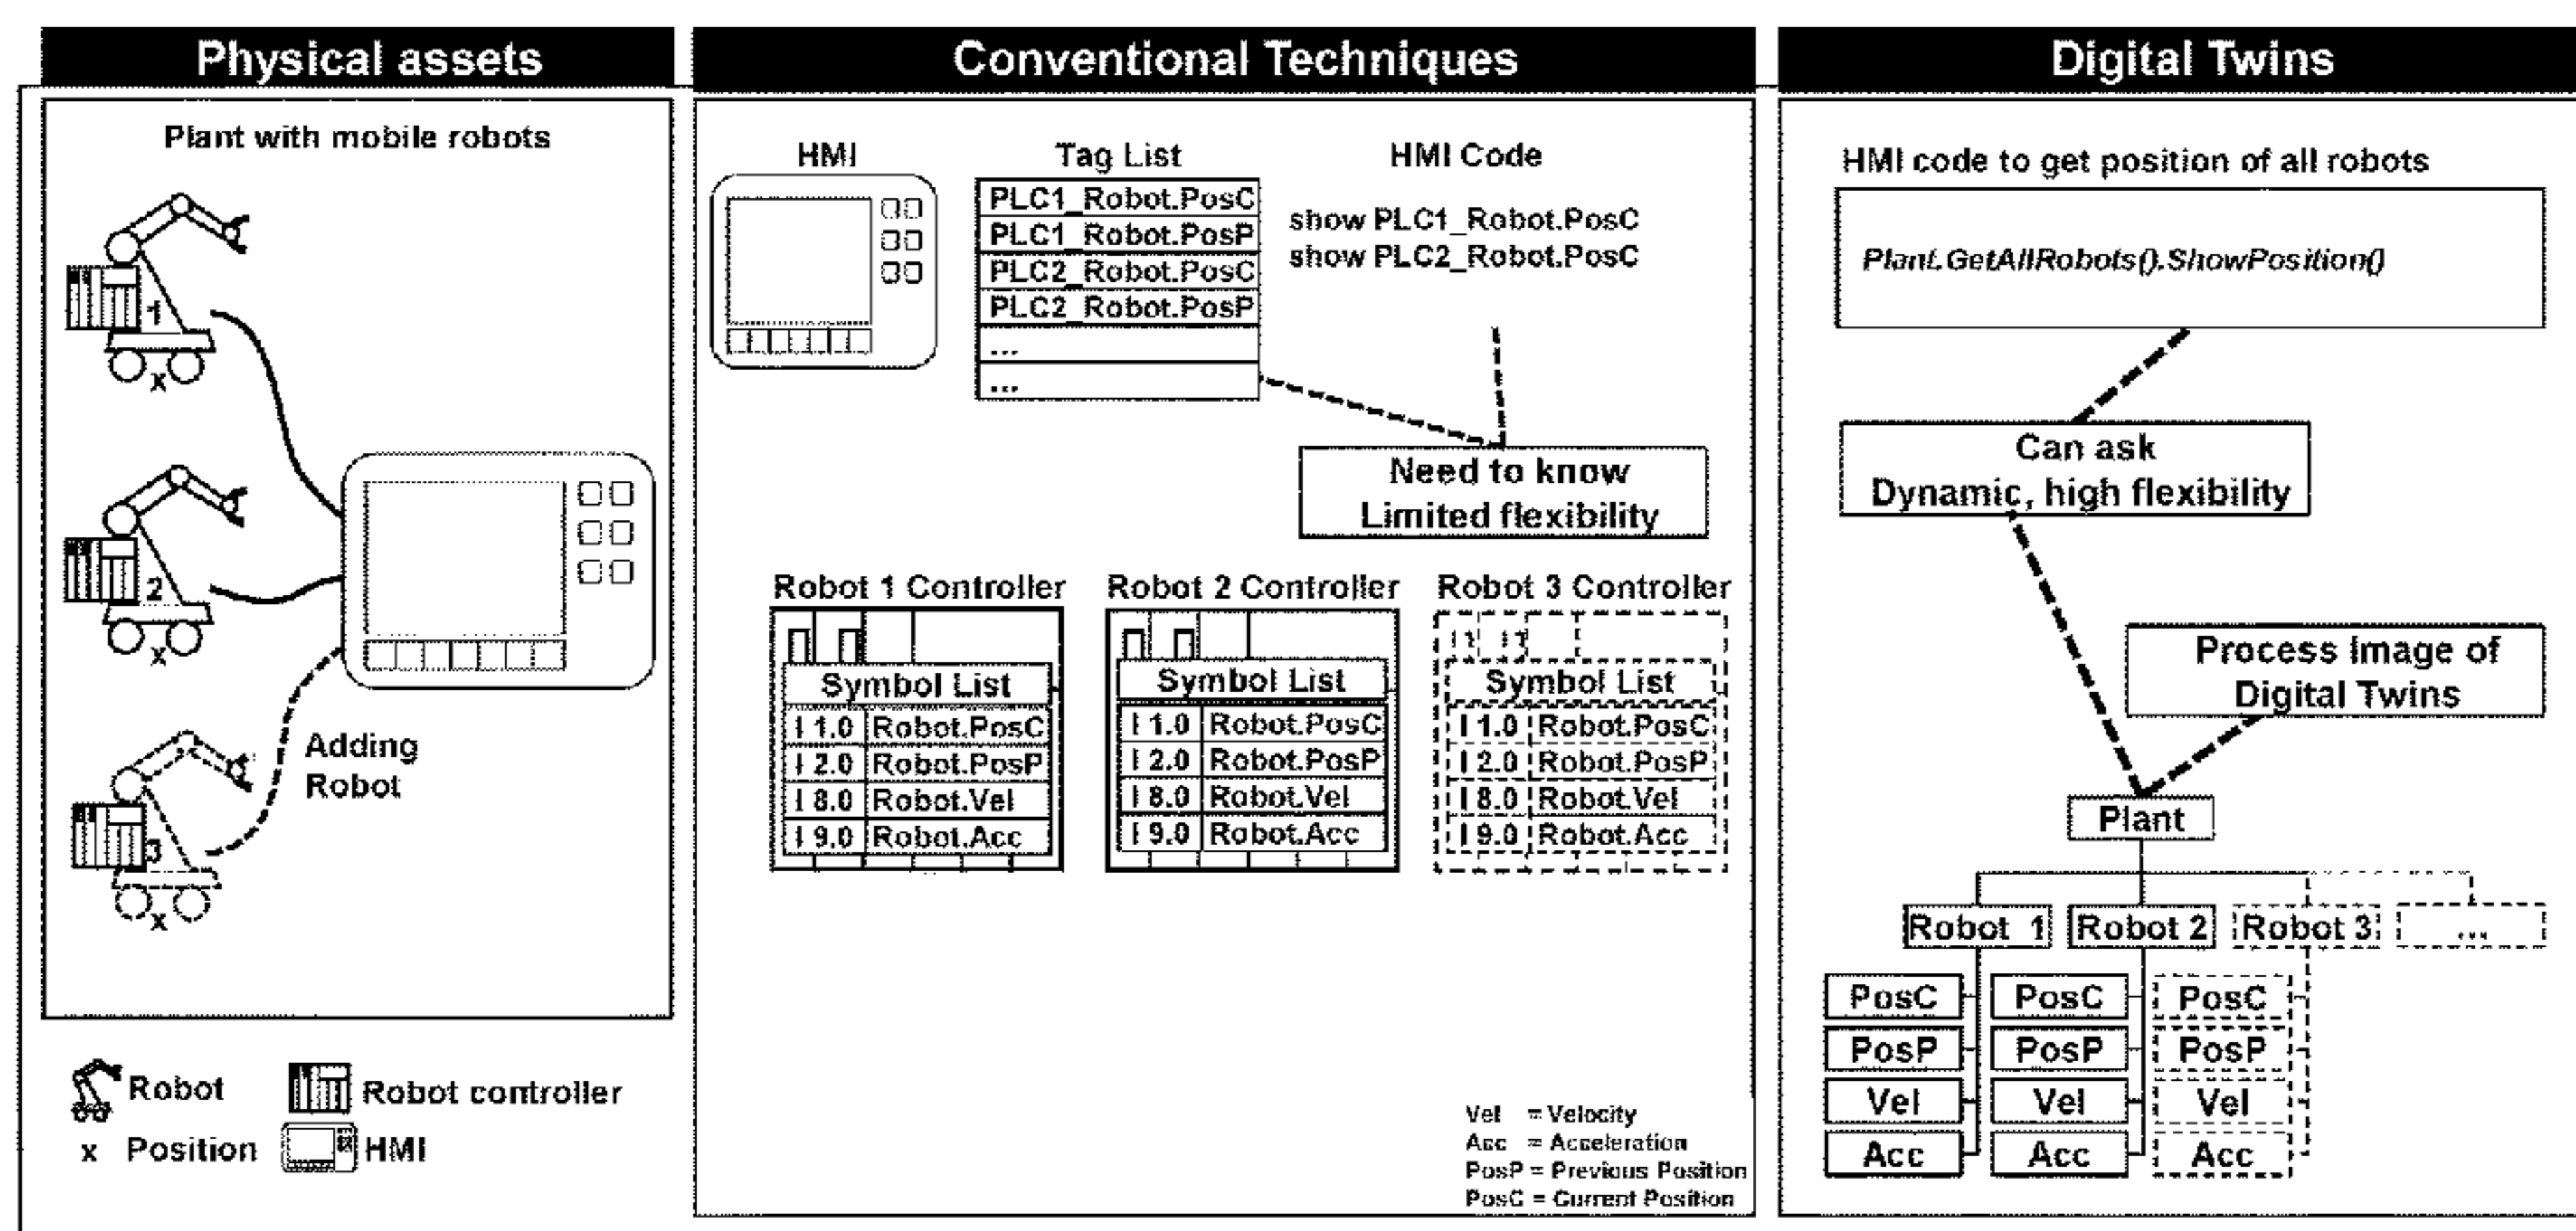 Physical assets
Plant with mobile robots
1
x
2
x
Adding
Robot
3
x
Robot
Robot controller
x Position
HMI
Conventional Techniques
HMI
Tag List
PLC1_Robot.PosC
PLC1_Robot.PosP
PLC2_Robot.PosC
PLC2_Robot.PosP
...
...
HMI Code
show PLC1_Robot.PosC
show PLC2_Robot.PosC
Need to know
Limited flexibility
Robot 1 Controller
Symbol List
I 1.0 Robot.PosC
I 2.0 Robot.PosP
I 8.0 Robot.Vel
I 9.0 Robot.Acc
Robot 2 Controller
Symbol List
I 1.0 Robot.PosC
I 2.0 Robot.PosP
I 8.0 Robot.Vel
I 9.0 Robot.Acc
Robot 3 Controller
Symbol List
I 1.0 Robot.PosC
I 2.0 Robot.PosP
I 8.0 Robot.Vel
I 9.0 Robot.Acc
Vel = Velocity
Acc = Acceleration
PosP = Previous Position
PosC = Current Position
Digital Twins
HMI code to get position of all robots
Plant.GetAllRobots().ShowPosition()
Can ask
Dynamic, high flexibility
Process Image of
Digital Twins
Plant
Robot 1 Robot 2 Robot 3 ...
PosC PosC PosC
PosP PosP PosP
Vel Vel Vel
Acc Acc Acc